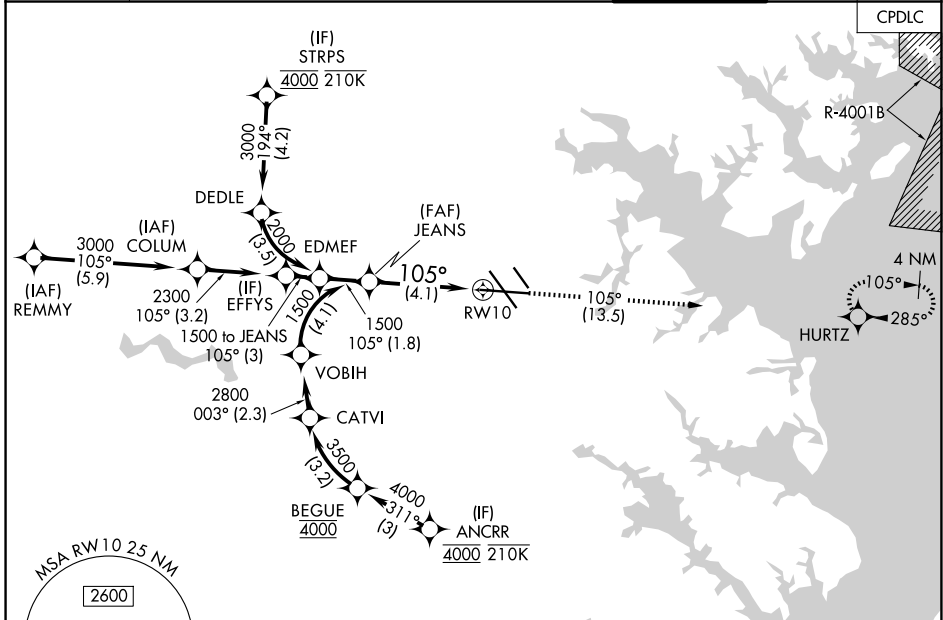 CPDLC
(IF)
STRPS
4000 210K
R-4001B
3000
194°
(4.2)
DEDLE
(FAF)
JEANS
2000
(3.5)
EDMEF
(IAF)
COLUM
3000
105°
(5.9)
105°
(4.1)
4 NM
105°
285°
HURTZ
(IAF)
REMMY
2300
105° (3.2)
(IF)
EFFYS
1500
(4.1)
RW10
105°
(13.5)
1500 to JEANS
105° (3)
1500
105° (1.8)
VOBIH
2800
003° (2.3)
CATVI
3500
(3.2)
BEGUE
4000
4000
311°
(3)
(IF)
ANCRR
4000 210K
MSA RW10 25 NM
2600